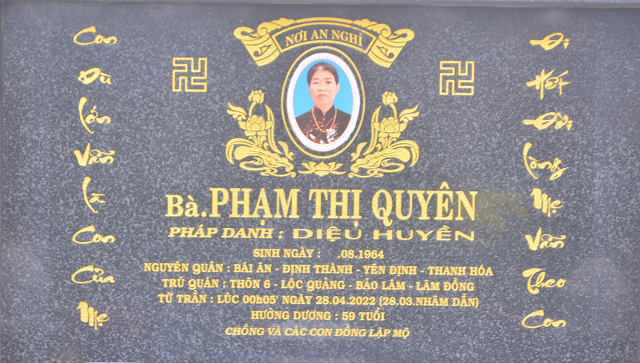 NƠI AN NGHỈ
Con
Dù
Lớn
Vẫn
Là
Con
Của
Mẹ
Đi
Hết
Đời
Lòng
Mẹ
Vẫn
Theo
Con
Bà.PHẠM THỊ QUYÊN
PHÁP DANH : DIỆU HUYỀN
SINH NGÀY : .08.1964
NGUYÊN QUÁN : BÁI ÂN - ĐỊNH THÀNH - YÊN ĐỊNH - THANH HÓA
TRÚ QUÁN : THÔN 6 - LỘC QUẢNG - BẢO LÂM - LÂM ĐỒNG
TỪ TRẦN : LÚC 00h05' NGÀY 28.04.2022 (28.03.NHÂM DẦN)
HƯỞNG DƯƠNG : 59 TUỔI
CHỒNG VÀ CÁC CON ĐỒNG LẬP MỘ